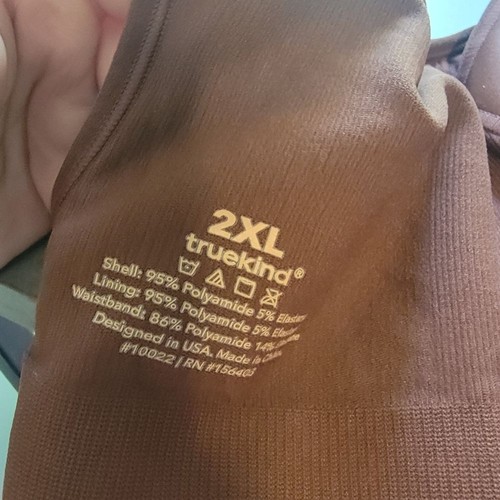 2XL
truekind®
Shell: 95% Polyamide 5% Elastane
Lining: 95% Polyamide 5% Elastane
Waistband: 86% Polyamide 14%
Designed in USA. Made in China.
#10022 | RN #156403